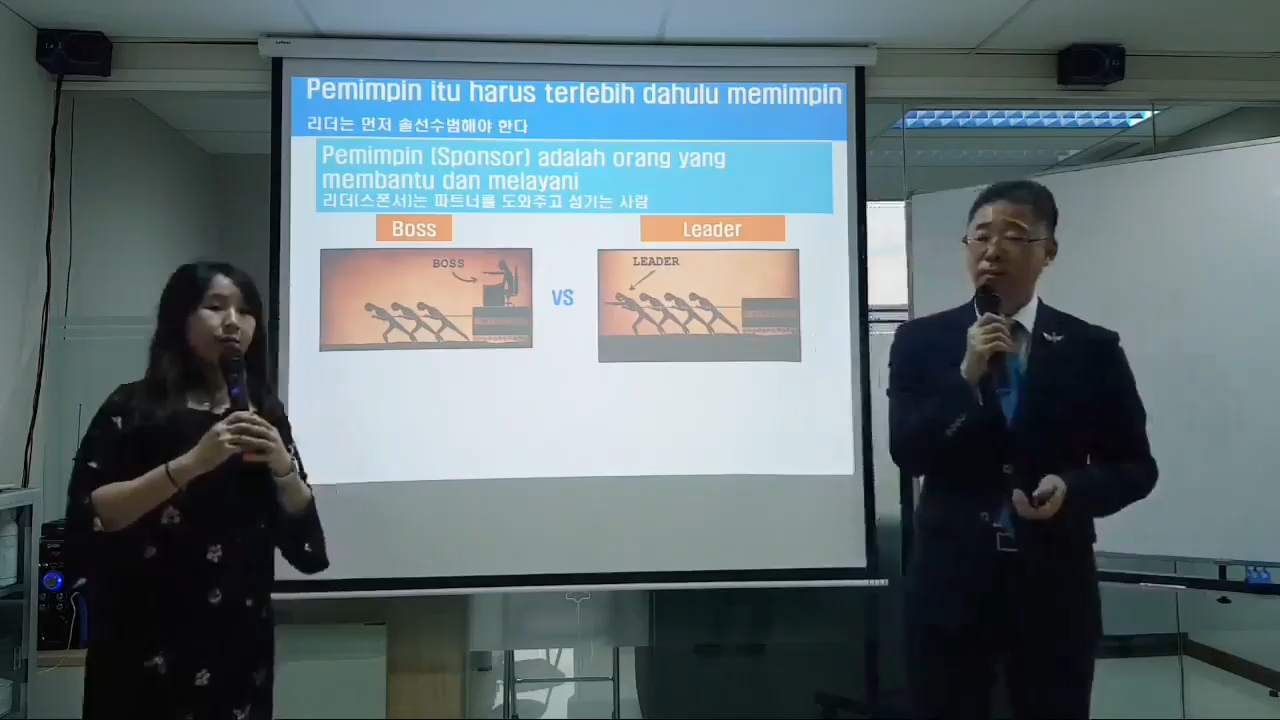 Pemimpin itu harus terlebih dahulu memimpin
리더는 먼저 솔선수범해야 한다
Pemimpin (Sponsor) adalah orang yang
membantu dan melayani
리더(스폰서)는 파트너를 도와주고 섬기는 사람
Boss
Leader
BOSS
VS
LEADER